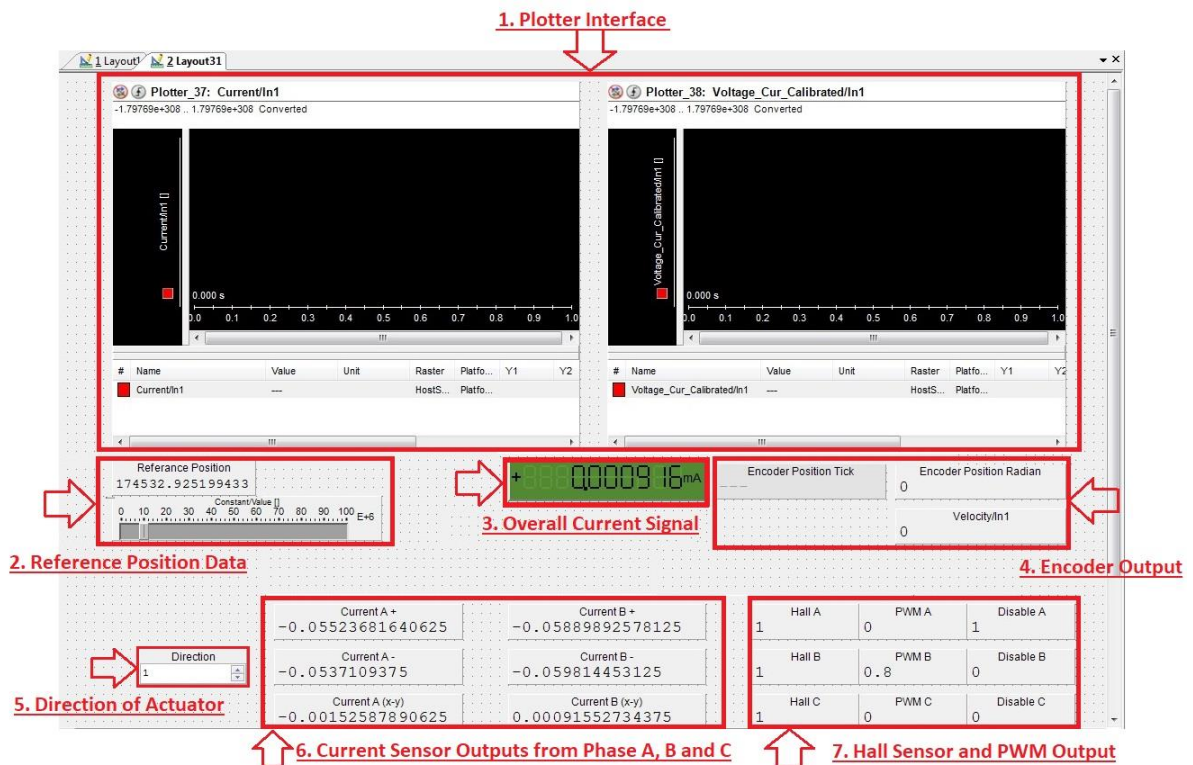 1. Plotter Interface
1 Layout1 2 Layout31
Plotter_37: Current/In1
-1.79769e+308 .. 1.79769e+308 Converted
Current/In1 []
0.000 s
0.0 0.1 0.2 0.3 0.4 0.5 0.6 0.7 0.8 0.9 1.0
# Name Value Unit Raster Platfo... Y1 Y2
Current/In1 --- HostS... Platfo...
Plotter_38: Voltage_Cur_Calibrated/In1
-1.79769e+308 .. 1.79769e+308 Converted
Voltage_Cur_Calibrated/In1 []
0.000 s
0.0 0.1 0.2 0.3 0.4 0.5 0.6 0.7 0.8 0.9 1.0
# Name Value Unit Raster Platfo... Y1 Y2
Voltage_Cur_Calibrated/In1 --- HostS... Platfo...
Referance Position
174532.925199433
---
Constant/Value []
0 10 20 30 40 50 60 70 80 90 100 E+6
2. Reference Position Data
+ 0.000916 mA
3. Overall Current Signal
Encoder Position Tick
---
Encoder Position Radian
0
Velocity/In1
0
4. Encoder Output
Direction
1
5. Direction of Actuator
Current A + Current B +
-0.05523681640625 -0.05889892578125
Current A - Current B -
-0.0537109375 -0.059814453125
Current A (x-y) Current B (x-y)
-0.00152587890625 0.00091552734375
6. Current Sensor Outputs from Phase A, B and C
Hall A PWM A Disable A
1 0 1
Hall B PWM B Disable B
1 0.8 0
Hall C PWM C Disable C
1 0 0
7. Hall Sensor and PWM Output